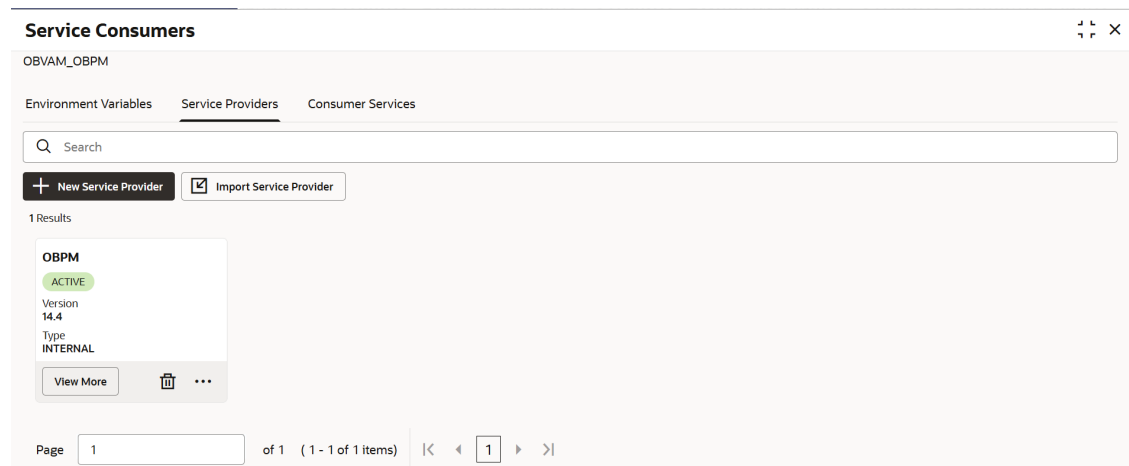 Service Consumers
OBVAM_OBPM
Environment Variables Service Providers Consumer Services
Search
New Service Provider Import Service Provider
1 Results
OBPM
ACTIVE
Version
14.4
Type
INTERNAL
View More
Page 1 of 1 ( 1 - 1 of 1 items) 1